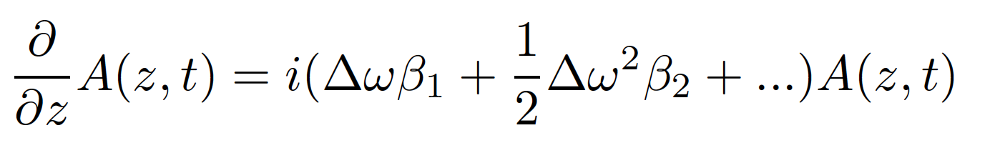 ∂/∂z A(z, t) = i(Δωβ₁ + 1/2 Δω²β₂ + ...)A(z, t)